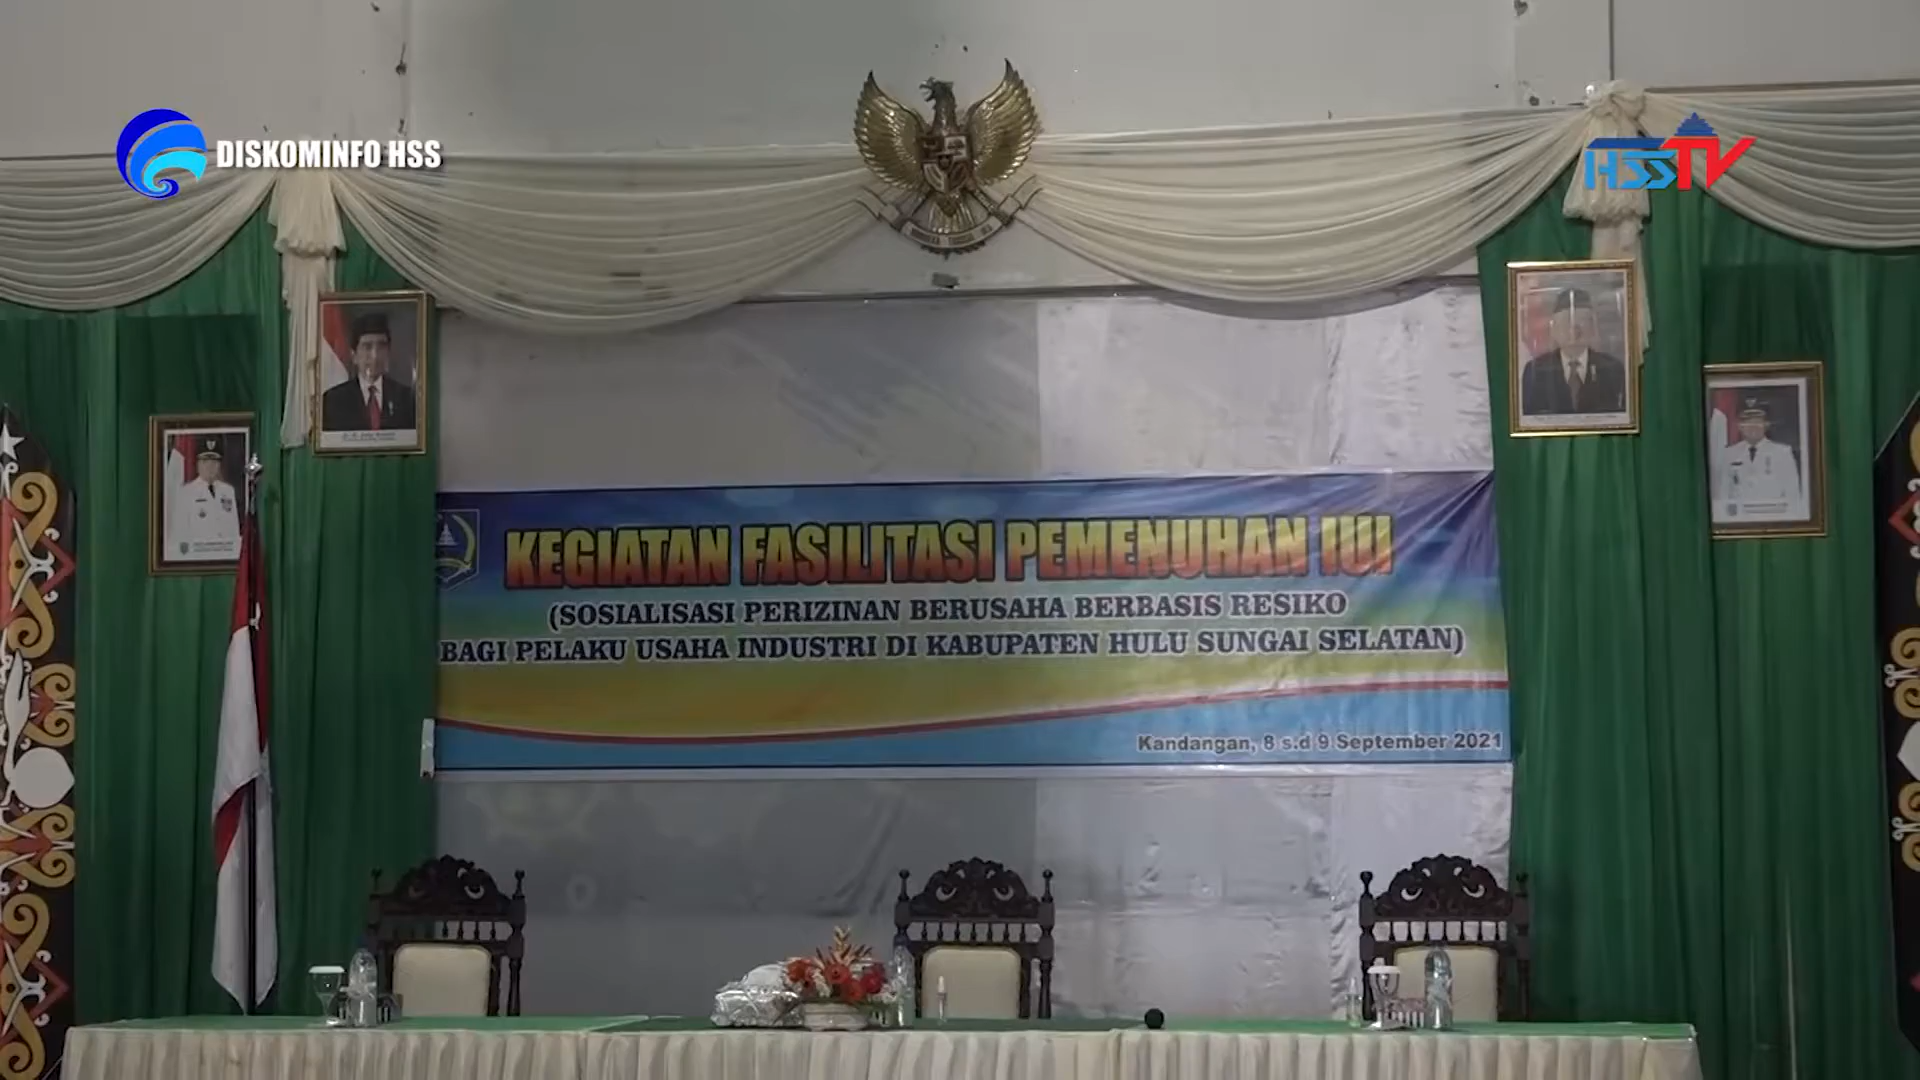 DISKOMINFO HSS
HSSTV
KEGIATAN FASILITASI PEMENUHAN IUI
(SOSIALISASI PERIZINAN BERUSAHA BERBASIS RESIKO
BAGI PELAKU USAHA INDUSTRI DI KABUPATEN HULU SUNGAI SELATAN)
Kandangan, 8 s.d 9 September 2021